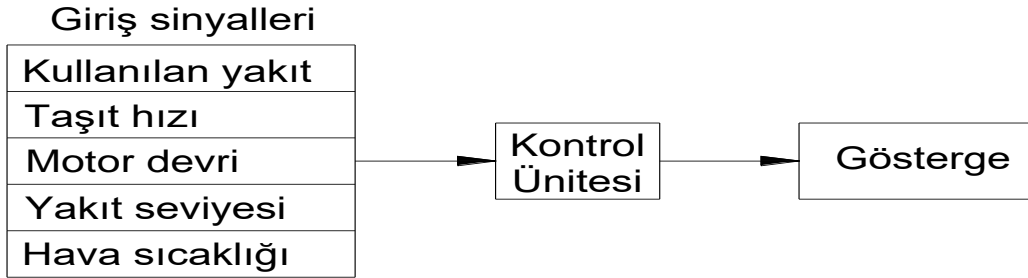 Giriş sinyalleri
Kullanılan yakıt
Taşıt hızı
Motor devri
Yakıt seviyesi
Hava sıcaklığı
Kontrol
Ünitesi
Gösterge